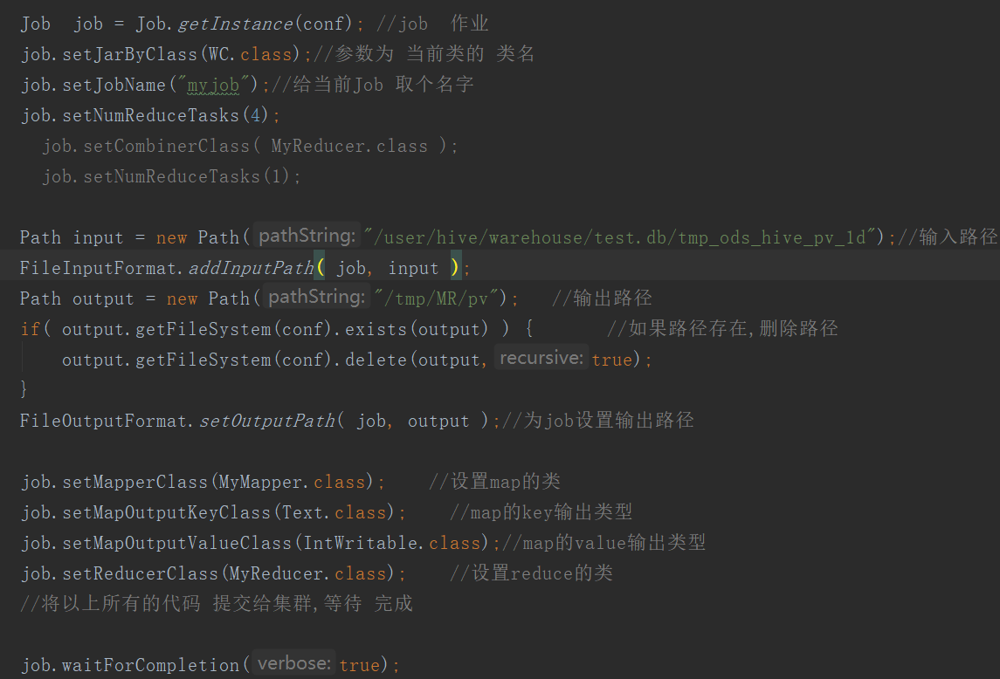 Job  job = Job.getInstance(conf); //job  作业
job.setJarByClass(WC.class);//参数为 当前类的 类名
job.setJobName("myjob");//给当前Job 取个名字
job.setNumReduceTasks(4);
  job.setCombinerClass( MyReducer.class );
  job.setNumReduceTasks(1);

Path input = new Path( pathString: "/user/hive/warehouse/test.db/tmp_ods_hive_pv_1d");//输入路径
FileInputFormat.addInputPath( job, input );
Path output = new Path( pathString: "/tmp/MR/pv");   //输出路径
if( output.getFileSystem(conf).exists(output) ) {       //如果路径存在,删除路径
    output.getFileSystem(conf).delete(output, recursive: true);
}
FileOutputFormat.setOutputPath( job, output );//为job设置输出路径

job.setMapperClass(MyMapper.class);    //设置map的类
job.setMapOutputKeyClass(Text.class);    //map的key输出类型
job.setMapOutputValueClass(IntWritable.class);//map的value输出类型
job.setReducerClass(MyReducer.class);    //设置reduce的类
//将以上所有的代码 提交给集群,等待 完成

job.waitForCompletion( verbose: true);